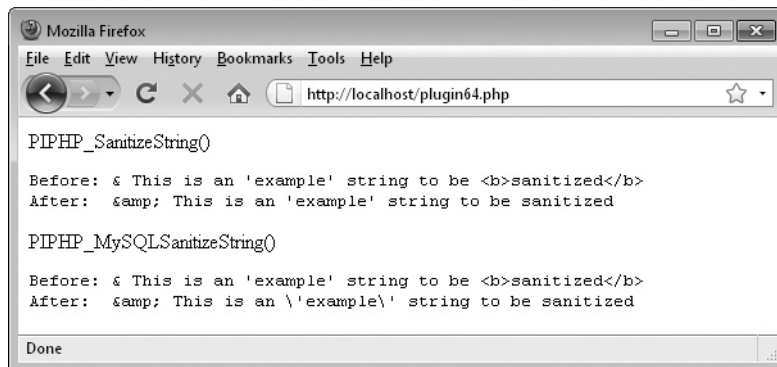 Mozilla Firefox
File Edit View History Bookmarks Tools Help
http://localhost/plugin64.php
PIPHP_SanitizeString()
Before: & This is an 'example' string to be <b>sanitized</b>
After:  &amp; This is an 'example' string to be sanitized
PIPHP_MySQLSanitizeString()
Before: & This is an 'example' string to be <b>sanitized</b>
After:  &amp; This is an \'example\' string to be sanitized
Done